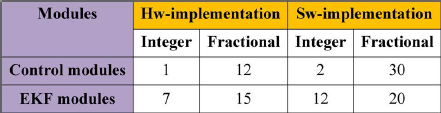 Modules Hw-implementation Sw-implementation
Integer Fractional Integer Fractional
Control modules 1 12 2 30
EKF modules 7 15 12 20